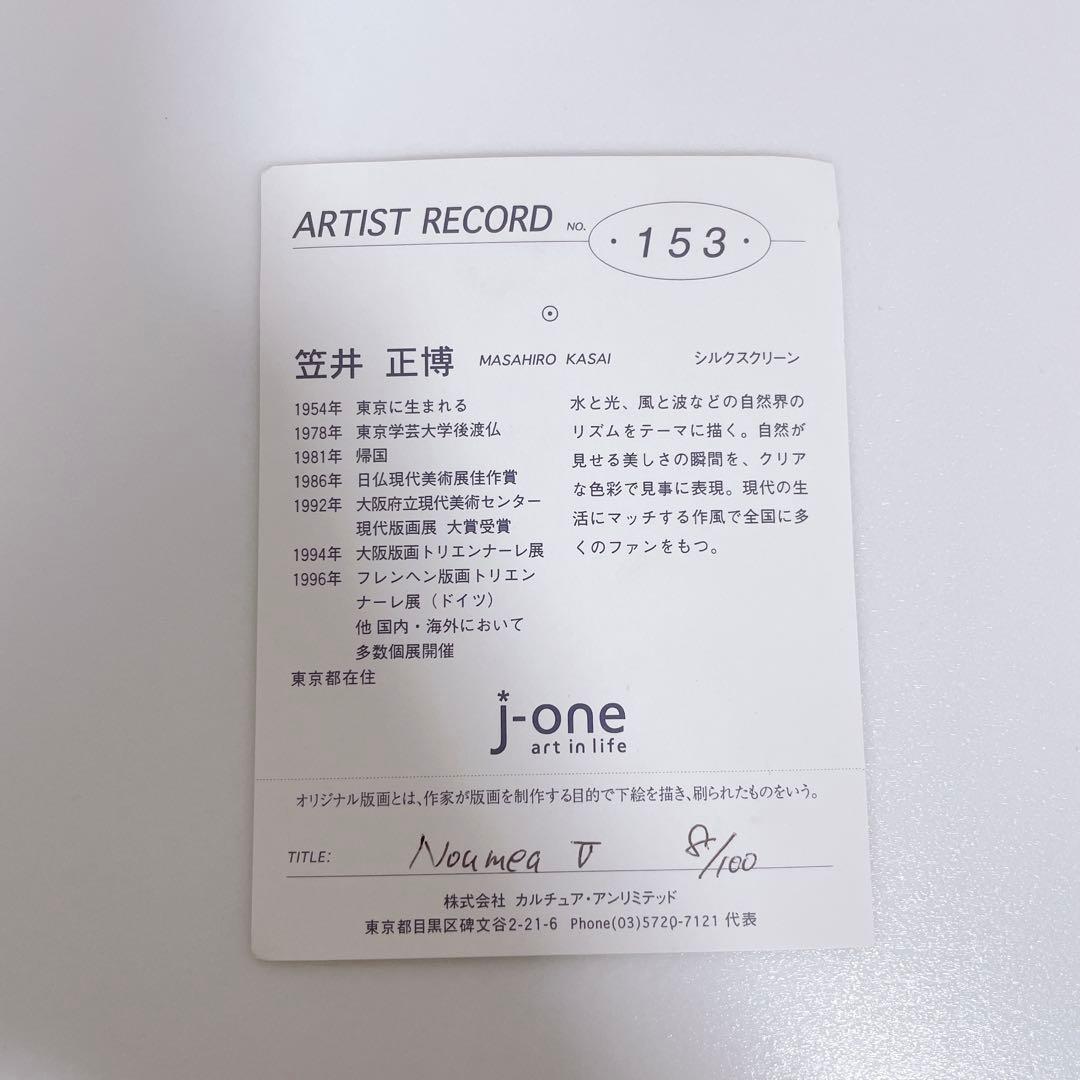 ARTIST RECORD NO. ・153・
笠井 正博 MASAHIRO KASAI シルクスクリーン
1954年 東京に生まれる
1978年 東京学芸大学後渡仏
1981年 帰国
1986年 日仏現代美術展佳作賞
1992年 大阪府立現代美術センター
現代版画展 大賞受賞
1994年 大阪版画トリエンナーレ展
1996年 フレンヘン版画トリエン
ナーレ展（ドイツ）
他 国内・海外において
多数個展開催
東京都在住
水と光、風と波などの自然界の
リズムをテーマに描く。自然が
見せる美しさの瞬間を、クリア
な色彩で見事に表現。現代の生
活にマッチする作風で全国に多
くのファンをもつ。
j-one
art in life
オリジナル版画とは、作家が版画を制作する目的で下絵を描き、刷られたものをいう。
TITLE: Noumea /100
株式会社 カルチュア・アンリミテッド
東京都目黒区碑文谷2-21-6 Phone(03)5720-7121 代表